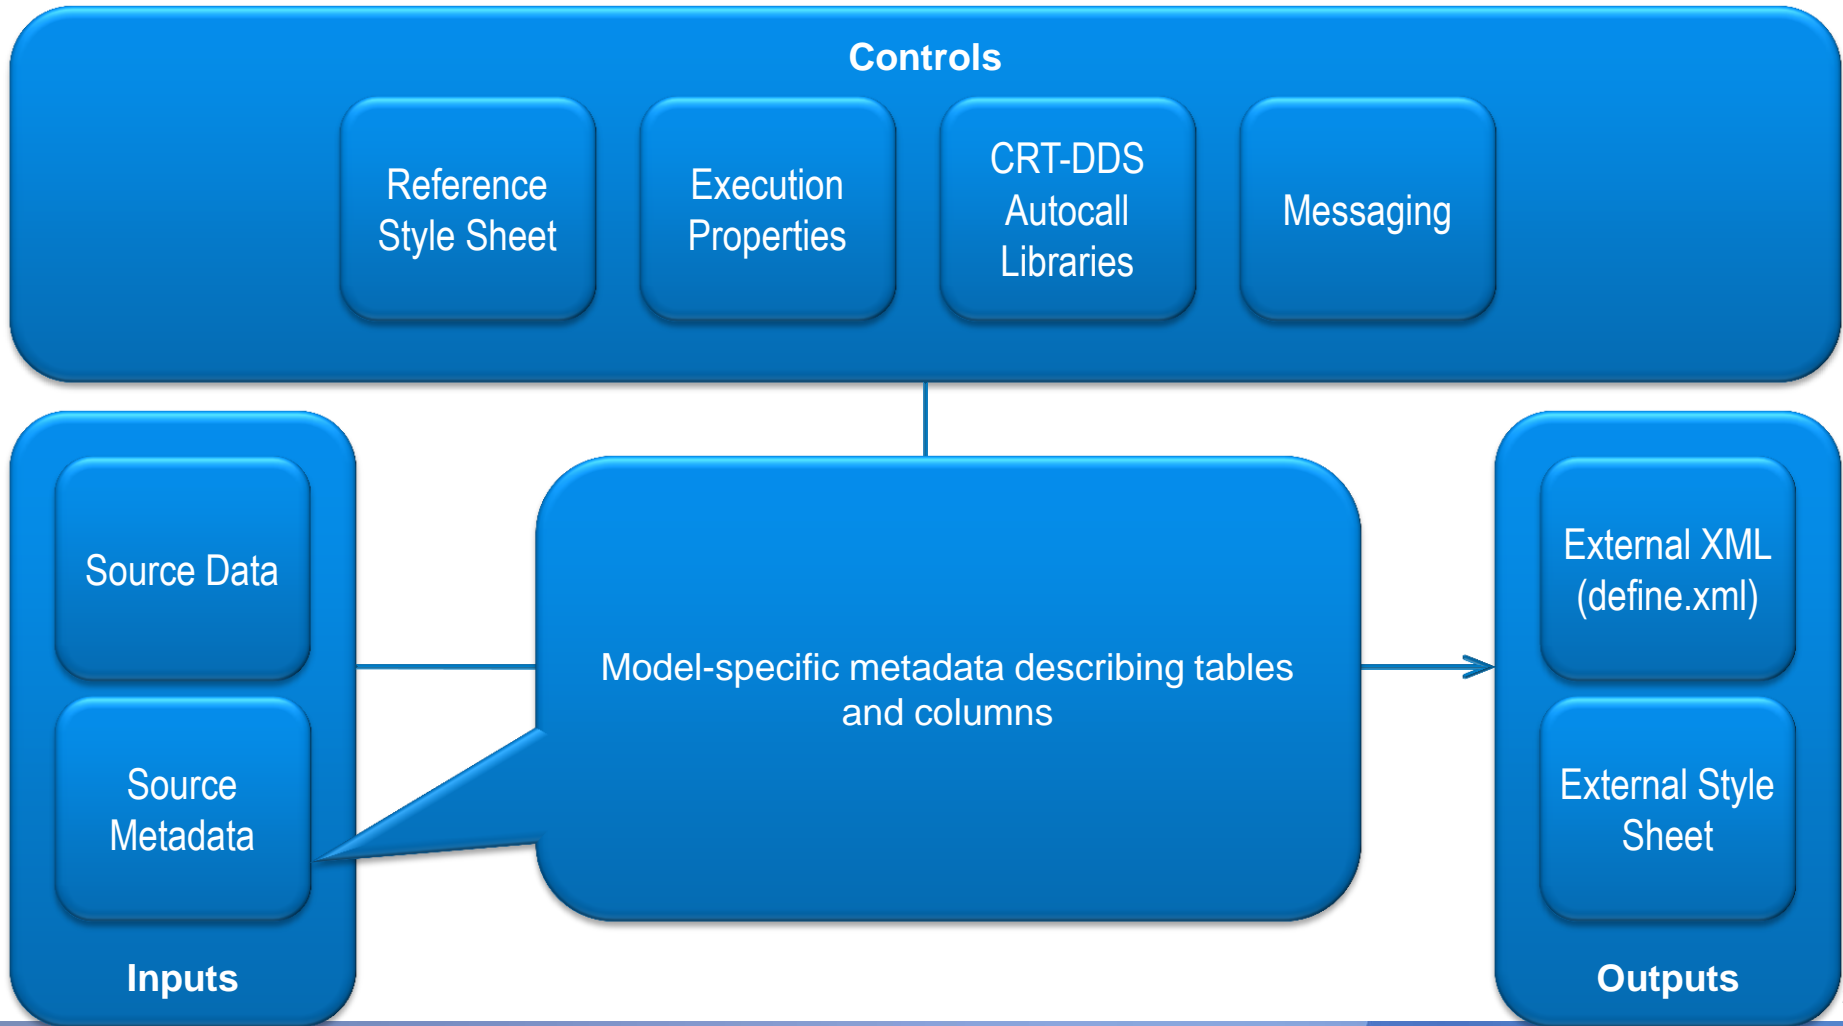 Controls
Reference
Style Sheet
Execution
Properties
CRT-DDS
Autocall
Libraries
Messaging
Source Data
Source
Metadata
Inputs
Model-specific metadata describing tables
and columns
External XML
(define.xml)
External Style
Sheet
Outputs